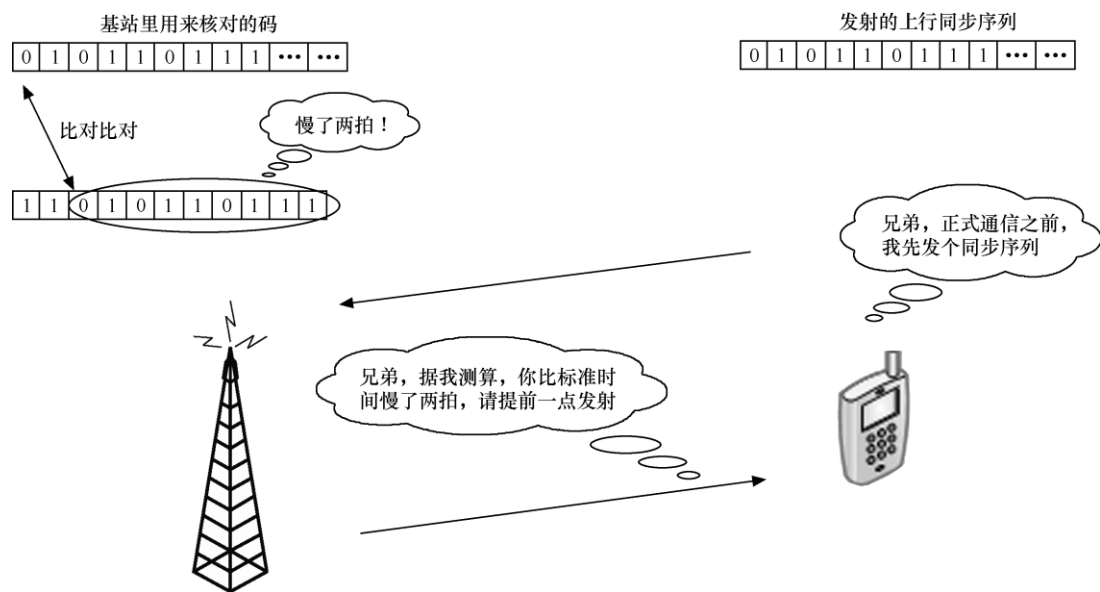 基站里用来核对的码
发射的上行同步序列
0 1 0 1 1 0 1 1 1 ··· ···
0 1 0 1 1 0 1 1 1 ··· ···
慢了两拍！
比对比对
1 1 0 1 0 1 1 0 1 1 1
兄弟，正式通信之前，
我先发个同步序列
兄弟，据我测算，你比标准时
间慢了两拍，请提前一点发射